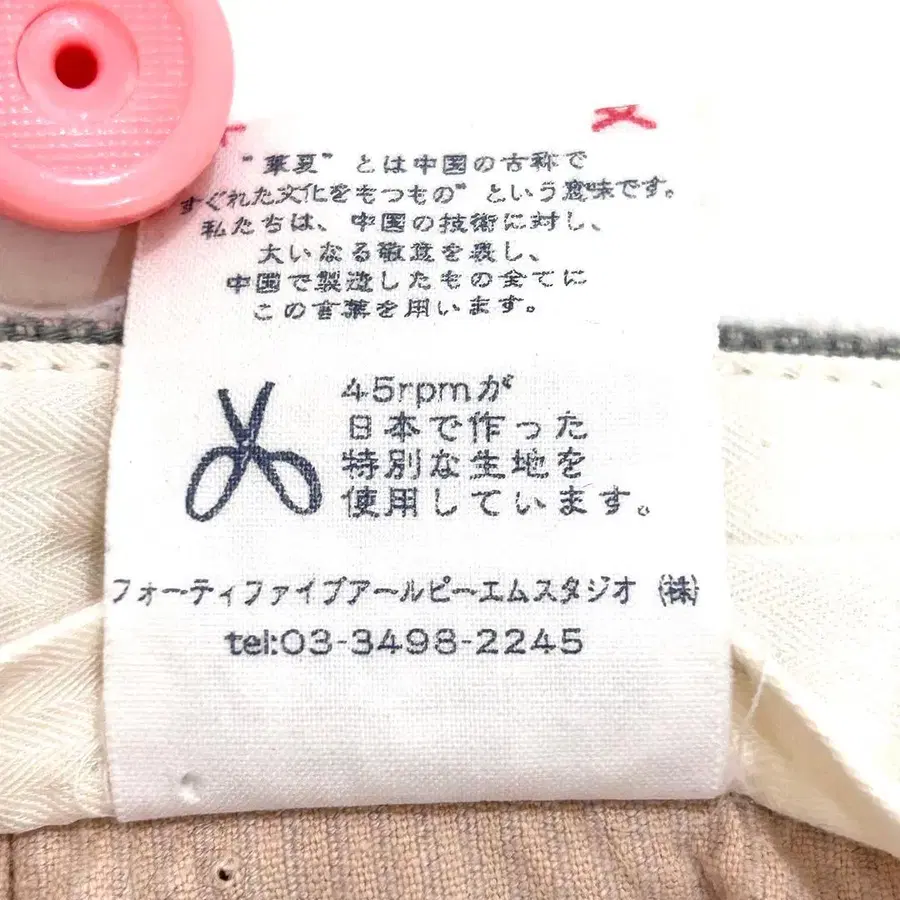 "華夏" とは中国の古称で
すぐれた文化をもつもの" という意味です。
私たちは、中国の技術に対し、
大いなる敬意を表し、
中国で製造したもの全てに
この言葉を用います。
45rpmが
日本で作った
特別な生地を
使用しています。
フォーティファイブアールピーエムスタジオ ㈱
tel:03-3498-2245